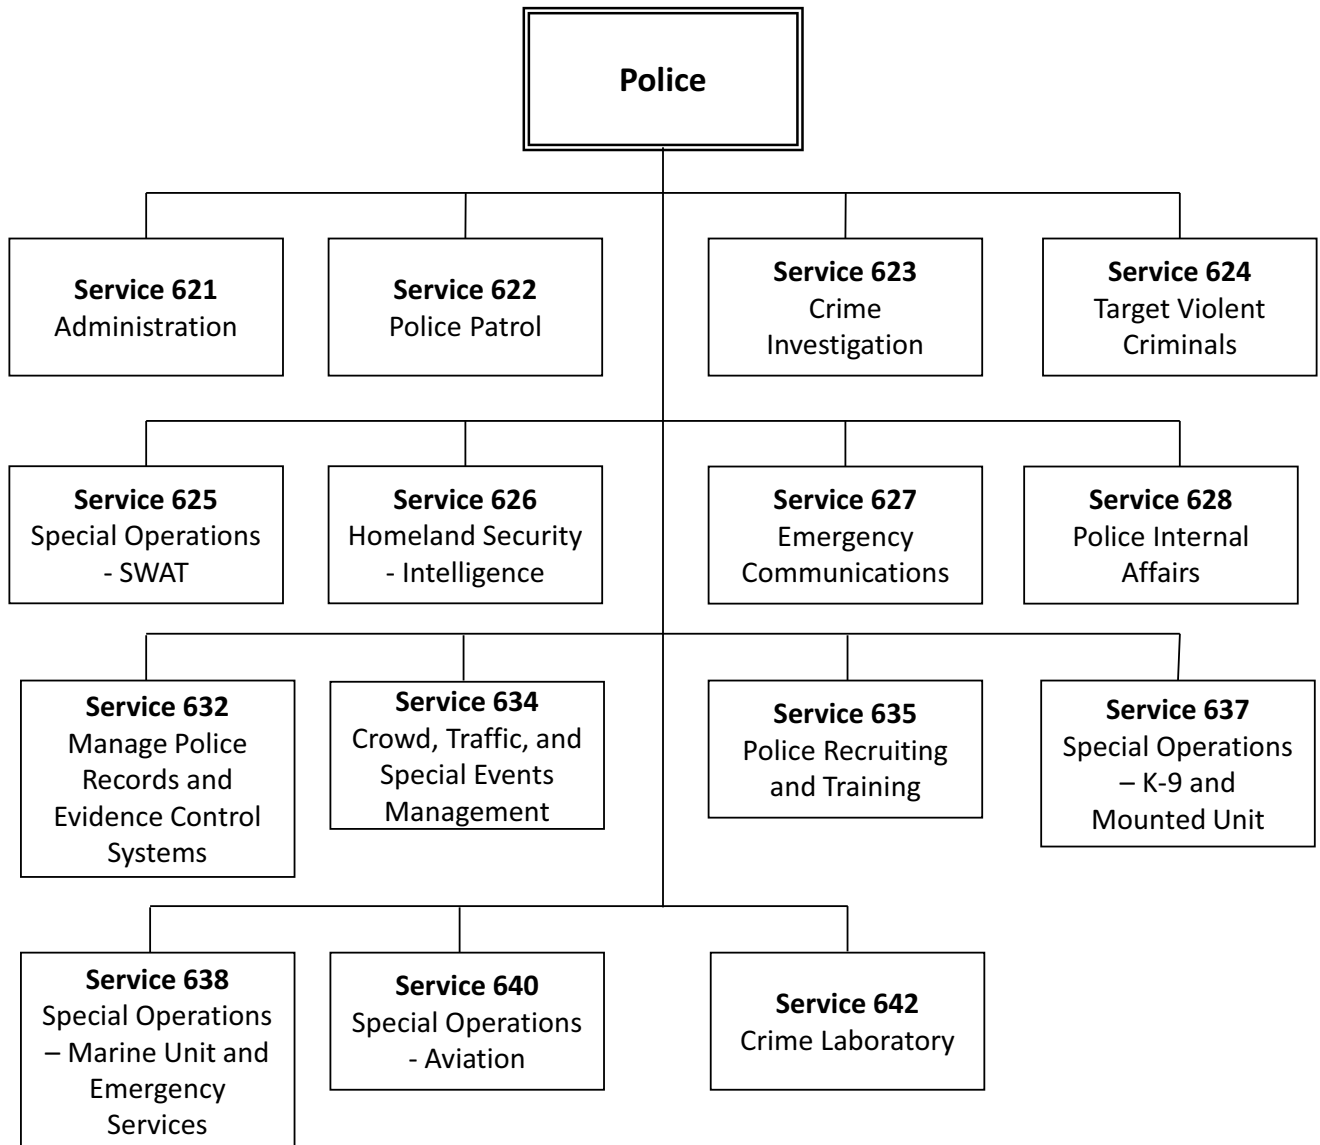 Police
Service 621
Administration
Service 622
Police Patrol
Service 623
Crime
Investigation
Service 624
Target Violent
Criminals
Service 625
Special Operations
- SWAT
Service 626
Homeland Security
- Intelligence
Service 627
Emergency
Communications
Service 628
Police Internal
Affairs
Service 632
Manage Police
Records and
Evidence Control
Systems
Service 634
Crowd, Traffic, and
Special Events
Management
Service 635
Police Recruiting
and Training
Service 637
Special Operations
– K-9 and
Mounted Unit
Service 638
Special Operations
– Marine Unit and
Emergency
Services
Service 640
Special Operations
- Aviation
Service 642
Crime Laboratory